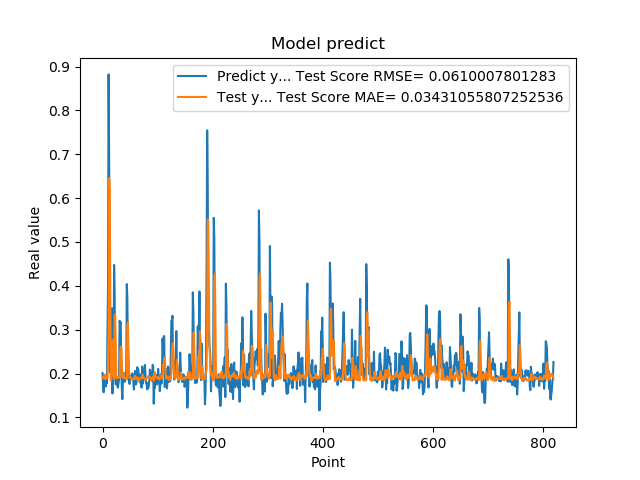 Model predict
Predict y... Test Score RMSE= 0.0610007801283
Test y... Test Score MAE= 0.03431055807252536
0.9
0.8
0.7
0.6
0.5
0.4
0.3
0.2
0.1
Real value
0 200 400 600 800
Point